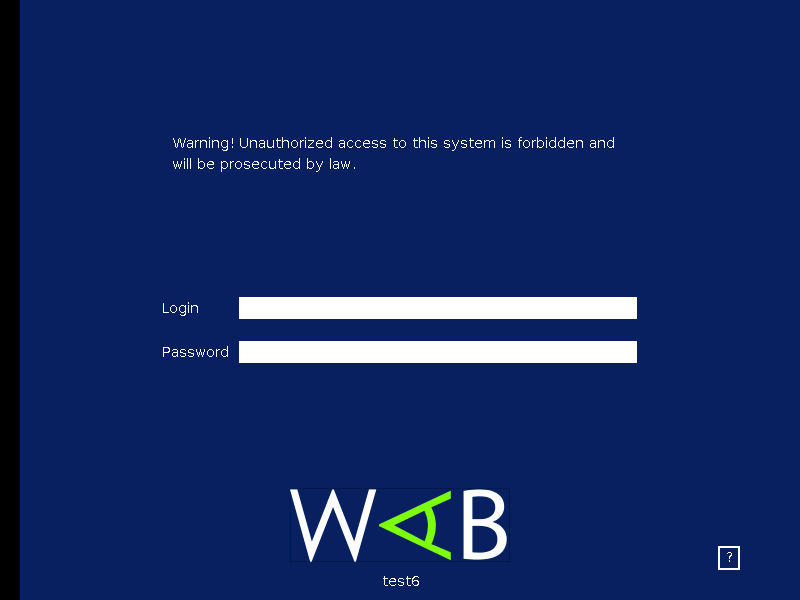 Warning! Unauthorized access to this system is forbidden and
will be prosecuted by law.
Login
Password
WAB
test6
?